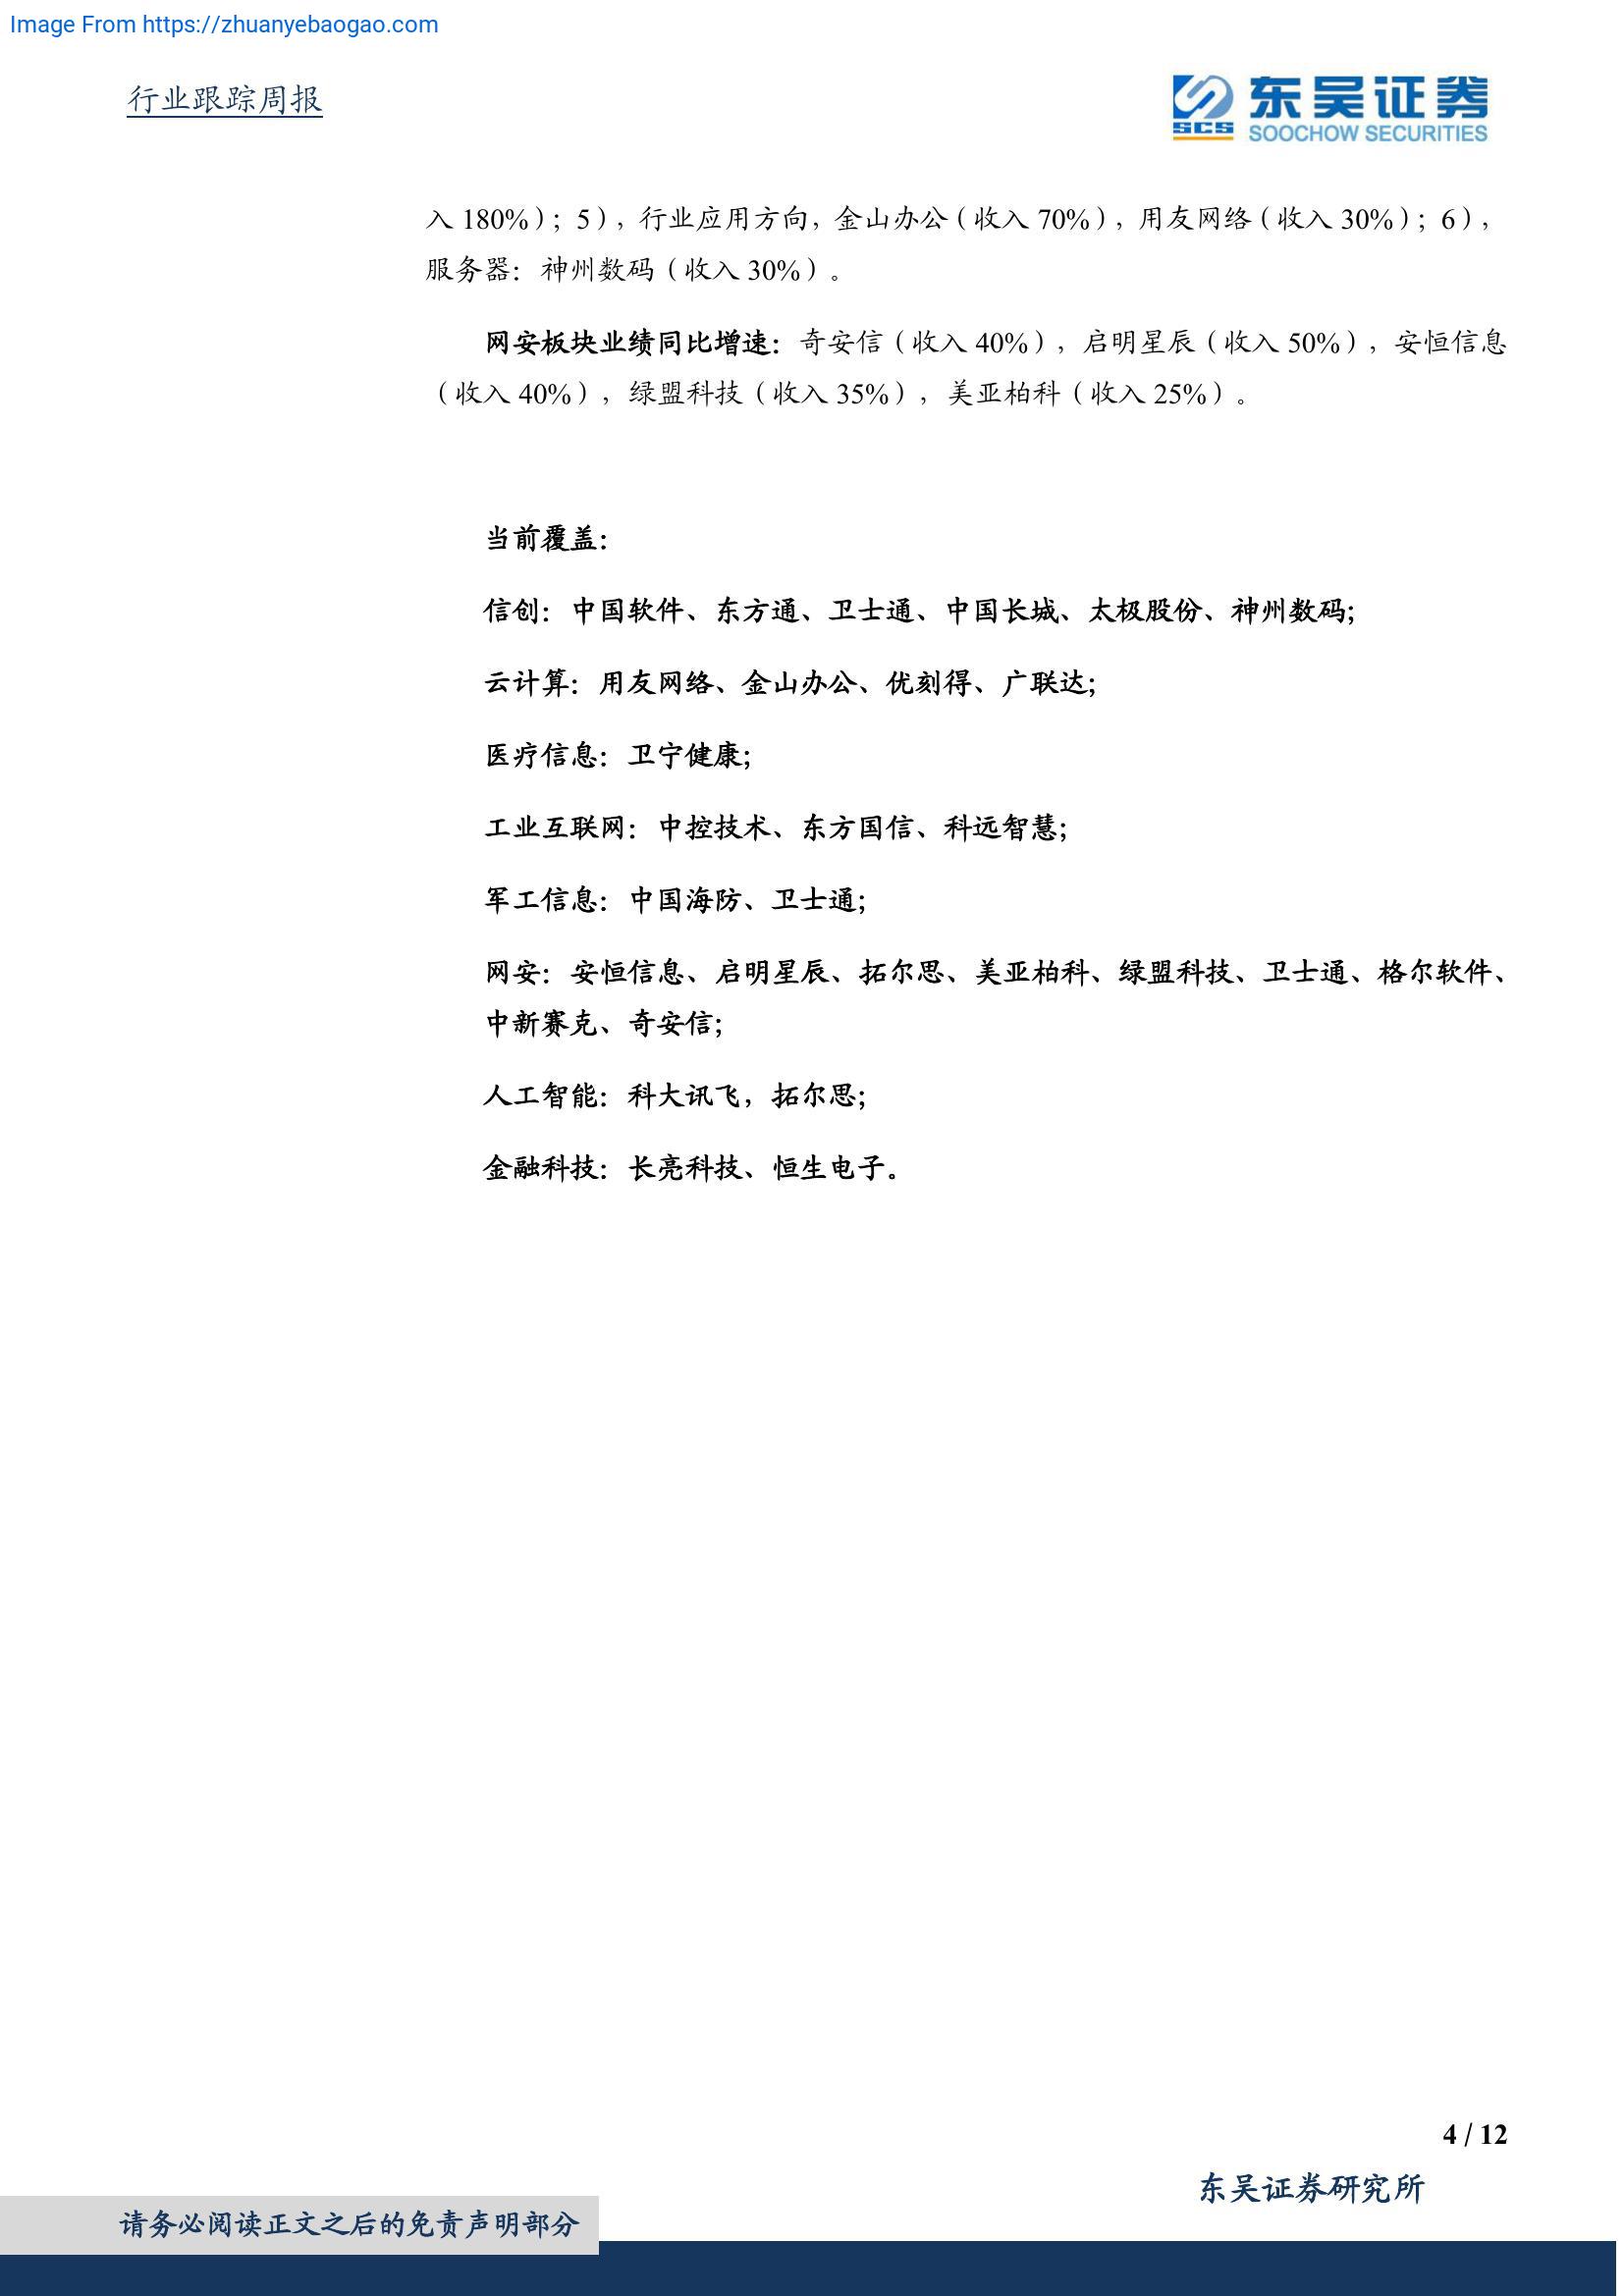 Image From https://zhuanyebaogao.com
行业跟踪周报
东吴证券
SCS
SOOCHOW SECURITIES
入 180%）；5），行业应用方向，金山办公（收入 70%），用友网络（收入 30%）；6），
服务器：神州数码（收入 30%）。
网安板块业绩同比增速：奇安信（收入 40%），启明星辰（收入 50%），安恒信息
（收入 40%），绿盟科技（收入 35%），美亚柏科（收入 25%）。
当前覆盖：
信创：中国软件、东方通、卫士通、中国长城、太极股份、神州数码；
云计算：用友网络、金山办公、优刻得、广联达；
医疗信息：卫宁健康；
工业互联网：中控技术、东方国信、科远智慧；
军工信息：中国海防、卫士通；
网安：安恒信息、启明星辰、拓尔思、美亚柏科、绿盟科技、卫士通、格尔软件、
中新赛克、奇安信；
人工智能：科大讯飞，拓尔思；
金融科技：长亮科技、恒生电子。
4 / 12
东吴证券研究所
请务必阅读正文之后的免责声明部分